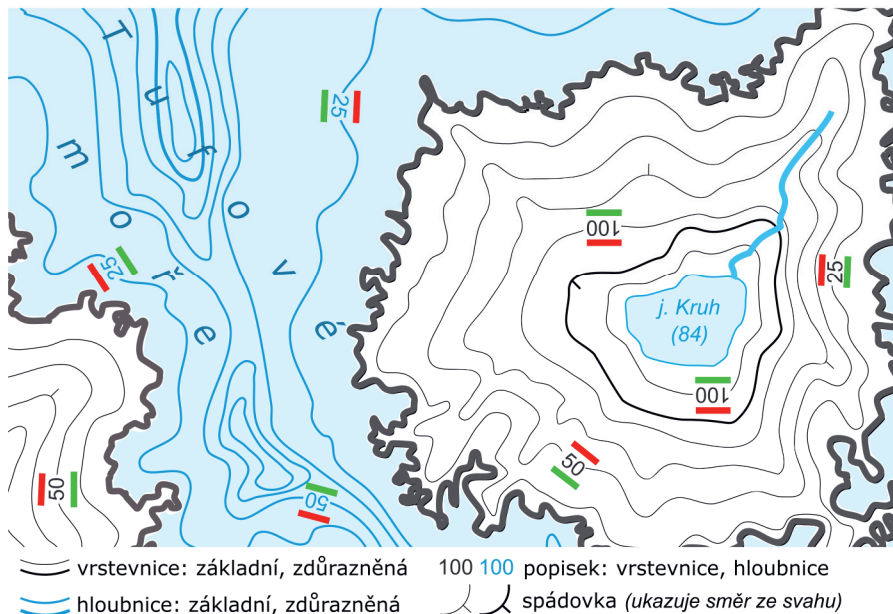 Tufové
moře
25
25
100
25
j. Kruh
(84)
100
50
50
50
vrstevnice: základní, zdůrazněná
100 100 popisek: vrstevnice, hloubnice
hloubnice: základní, zdůrazněná
spádovka (ukazuje směr ze svahu)